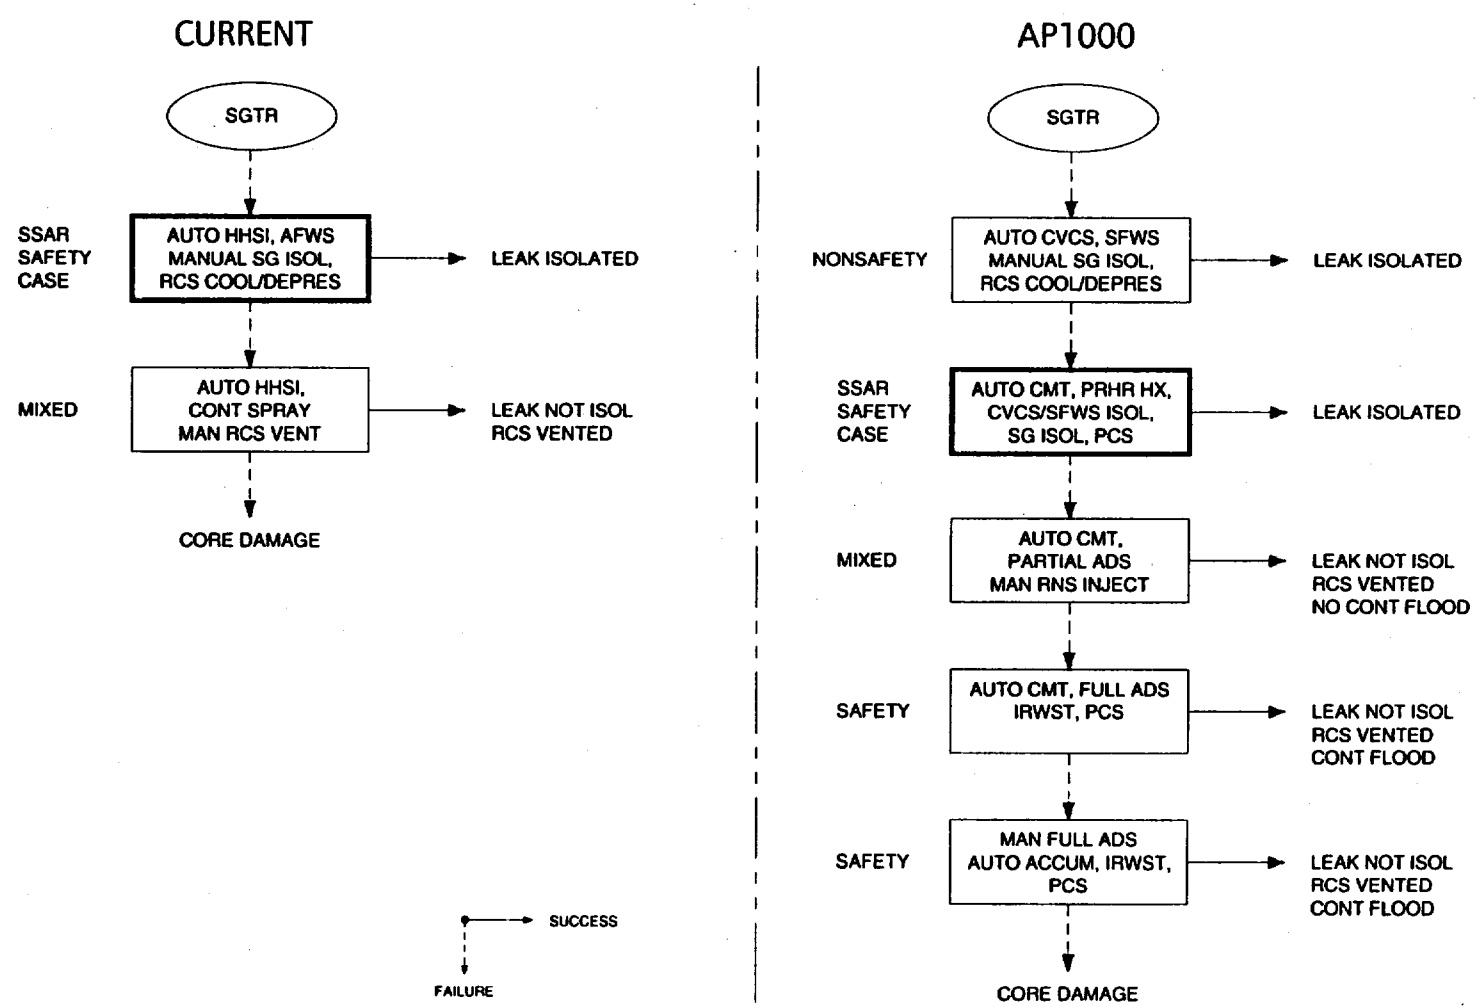 CURRENT
SGTR
SSAR
SAFETY
CASE
AUTO HHSI, AFWS
MANUAL SG ISOL,
RCS COOL/DEPRES
LEAK ISOLATED
MIXED
AUTO HHSI,
CONT SPRAY
MAN RCS VENT
LEAK NOT ISOL
RCS VENTED
CORE DAMAGE
SUCCESS
FAILURE
AP1000
SGTR
NONSAFETY
AUTO CVCS, SFWS
MANUAL SG ISOL,
RCS COOL/DEPRES
LEAK ISOLATED
SSAR
SAFETY
CASE
AUTO CMT, PRHR HX,
CVCS/SFWS ISOL,
SG ISOL, PCS
LEAK ISOLATED
MIXED
AUTO CMT,
PARTIAL ADS
MAN RNS INJECT
LEAK NOT ISOL
RCS VENTED
NO CONT FLOOD
SAFETY
AUTO CMT, FULL ADS
IRWST, PCS
LEAK NOT ISOL
RCS VENTED
CONT FLOOD
SAFETY
MAN FULL ADS
AUTO ACCUM, IRWST,
PCS
LEAK NOT ISOL
RCS VENTED
CONT FLOOD
CORE DAMAGE